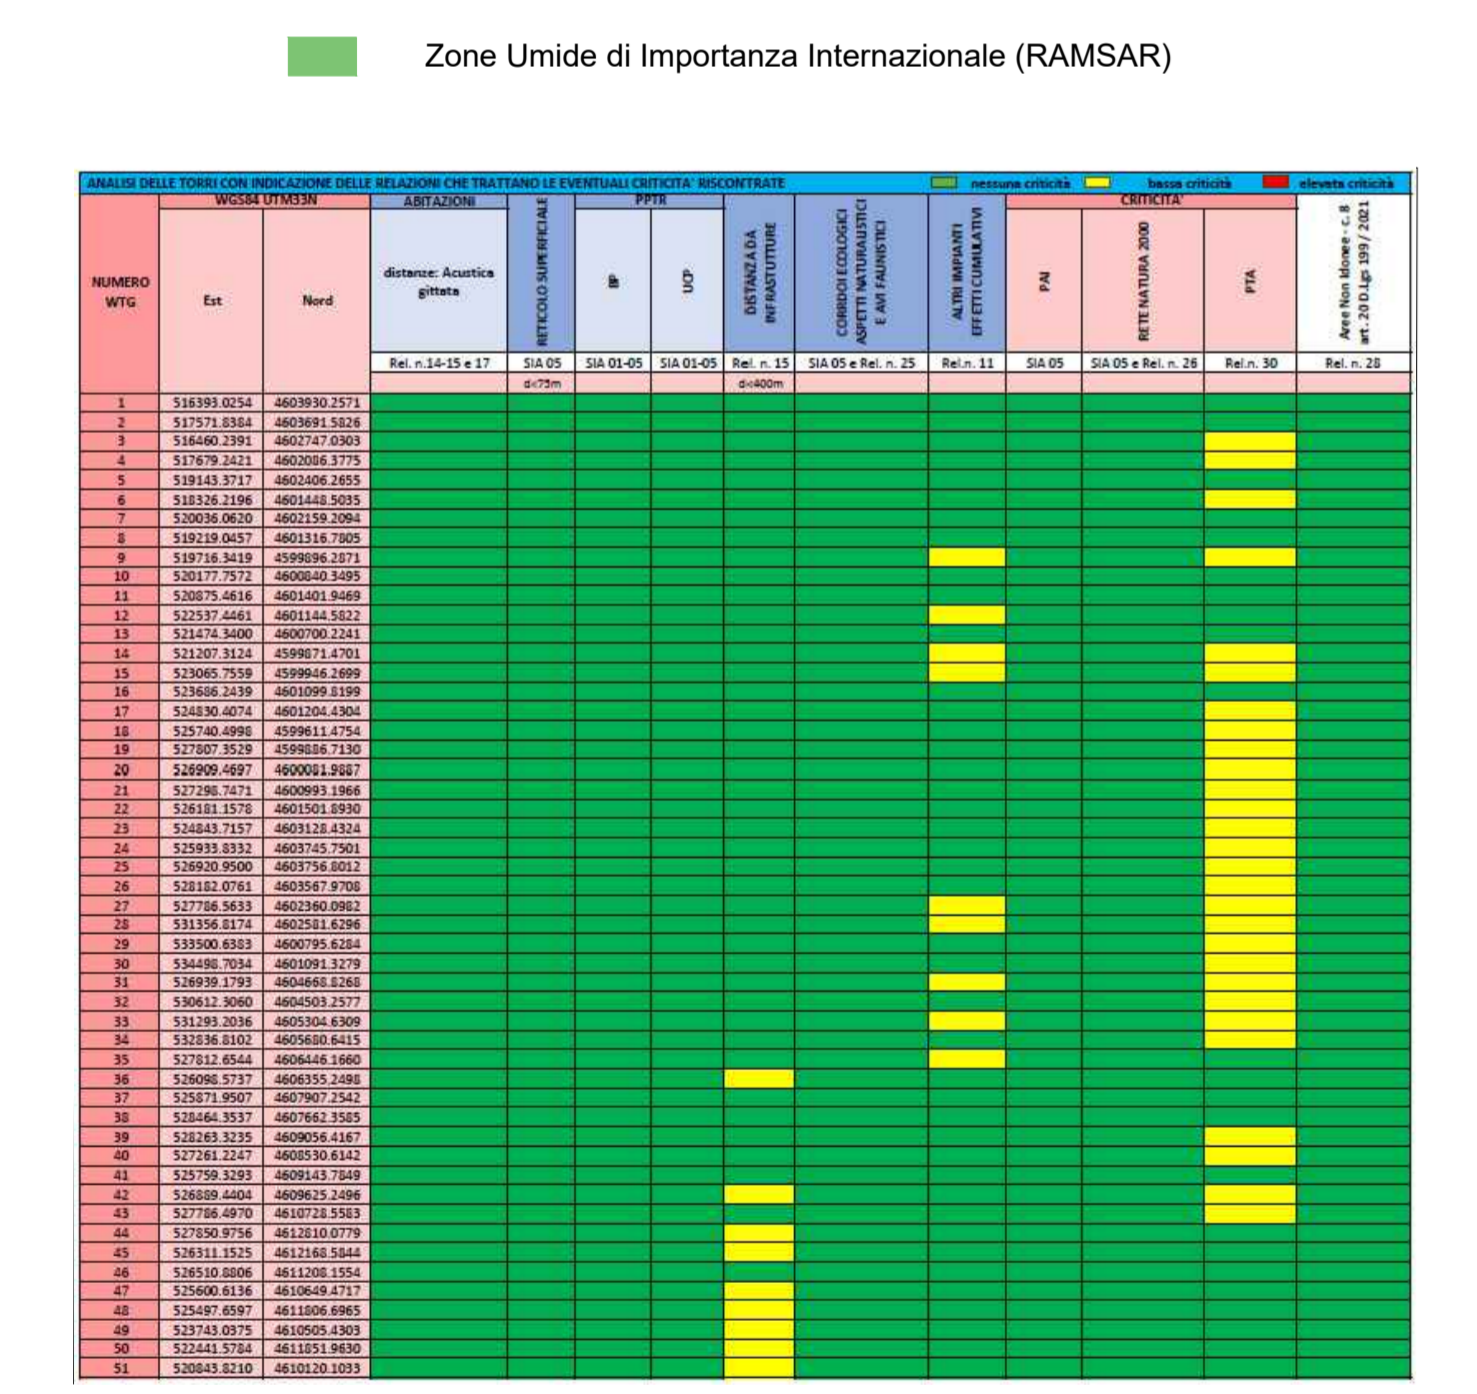 Zone Umide di Importanza Internazionale (RAMSAR)
ANALISI DELLE TORRI CON INDICAZIONE DELLE RELAZIONI CHE TRATTANO LE EVENTUALI CRITICITA' RISCONTRATE nessuna criticità bassa criticità elevata criticità
WGS84 UTM33N ABITAZIONI PPTR CRITICITA'
NUMERO WTG
Est
Nord
distanze: Acustica gittata
RETICOLO SUPERFICIALE
BP
UCP
DISTANZA DA INFRASTUTTURE
CORRIDOI ECOLOGICI ASPETTI NATURALISTICI E AVI FAUNISTICI
ALTRI IMPIANTI EFFETTI CUMULATIVI
PAI
RETE NATURA 2000
PTA
Aree Non Idonee - c. 8 art. 20 D.Lgs 199 / 2021
Rel. n.14-15 e 17 SIA 05 SIA 01-05 SIA 01-05 Rel. n. 15 SIA 05 e Rel. n. 25 Rel.n. 11 SIA 05 SIA 05 e Rel. n. 26 Rel.n. 30 Rel. n. 28
d<75m d<400m
1 516393.0254 4603930.2571
2 517571.8384 4603691.5826
3 516460.2391 4602747.0303
4 517679.2421 4602086.3775
5 519143.3717 4602406.2655
6 518326.2196 4601448.5035
7 520036.0620 4602159.2094
8 519219.0457 4601316.7805
9 519716.3419 4599896.2871
10 520177.7572 4600840.3495
11 520875.4616 4601401.9469
12 522537.4461 4601144.5822
13 521474.3400 4600700.2241
14 521207.3124 4599871.4701
15 523065.7559 4599946.2699
16 523686.2439 4601099.8199
17 524830.4074 4601204.4304
18 525740.4998 4599611.4754
19 527807.3529 4599886.7130
20 526909.4697 4600081.9887
21 527298.7471 4600993.1966
22 526181.1578 4601501.8930
23 524843.7157 4603128.4324
24 525933.8332 4603745.7501
25 526920.9500 4603756.8012
26 528182.0761 4603567.9708
27 527786.5633 4602360.0982
28 531356.8174 4602581.6296
29 533500.6383 4600795.6284
30 534498.7034 4601091.3279
31 526939.1793 4604668.8268
32 530612.3060 4604503.2577
33 531293.2036 4605304.6309
34 532836.8102 4605680.6415
35 527812.6544 4606446.1660
36 526098.5737 4606355.2498
37 525871.9507 4607907.2542
38 528464.3537 4607662.3585
39 528263.3235 4609056.4167
40 527261.2247 4608530.6142
41 525759.3293 4609143.7849
42 526889.4404 4609625.2496
43 527786.4970 4610728.5583
44 527850.9756 4612810.0779
45 526311.1525 4612168.5844
46 526510.8806 4611208.1554
47 525600.6136 4610649.4717
48 525497.6597 4611806.6965
49 523743.0375 4610505.4303
50 522441.5784 4611851.9630
51 520843.8210 4610120.1033